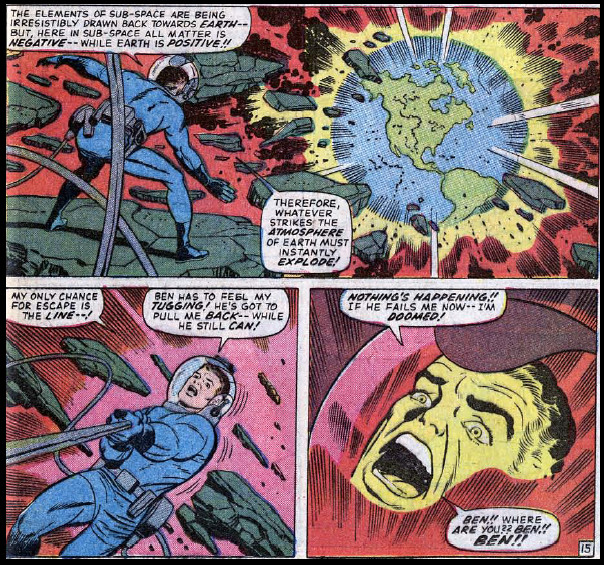 THE ELEMENTS OF SUB-SPACE ARE BEING
IRRESISTIBLY DRAWN BACK TOWARDS EARTH--
BUT, HERE IN SUB-SPACE ALL MATTER IS
NEGATIVE-- WHILE EARTH IS POSITIVE!!
THEREFORE,
WHATEVER
STRIKES THE
ATMOSPHERE
OF EARTH MUST
INSTANTLY
EXPLODE!
MY ONLY CHANCE
FOR ESCAPE IS
THE LINE--!
BEN HAS TO FEEL MY
TUGGING! HE'S GOT TO
PULL ME BACK-- WHILE
HE STILL CAN!
NOTHING'S HAPPENING!!
IF HE FAILS ME NOW-- I'M
DOOMED!
BEN!! WHERE
ARE YOU?? BEN!!
BEN!!
15